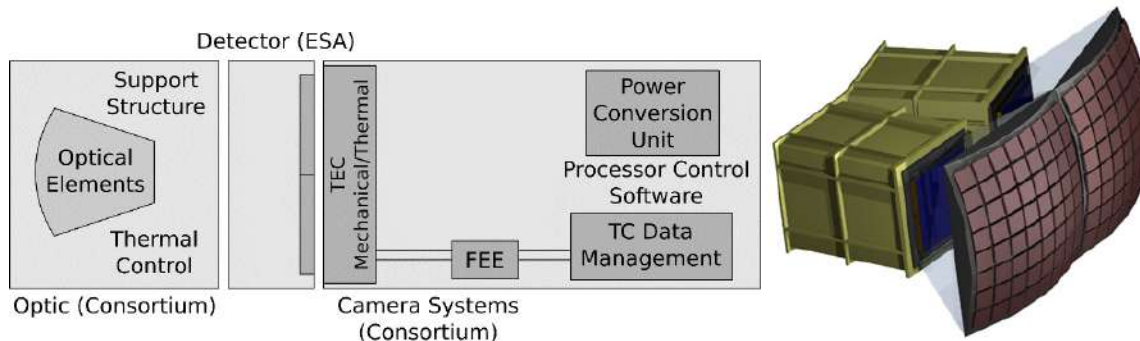 Detector (ESA)
Support
Structure
Optical
Elements
Thermal
Control
Optic (Consortium)
TEC
Mechanical/Thermal
Power
Conversion
Unit
Processor Control
Software
FEE
TC Data
Management
Camera Systems
(Consortium)